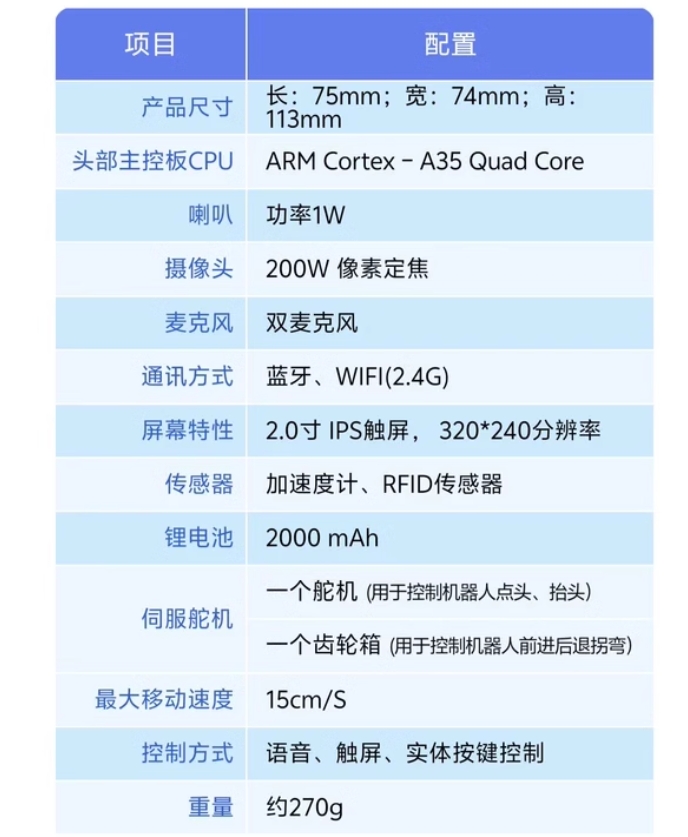 项目 配置
产品尺寸 长：75mm；宽：74mm；高：
113mm
头部主控板CPU ARM Cortex - A35 Quad Core
喇叭 功率1W
摄像头 200W 像素定焦
麦克风 双麦克风
通讯方式 蓝牙、WIFI(2.4G)
屏幕特性 2.0寸 IPS触屏， 320*240分辨率
传感器 加速度计、RFID传感器
锂电池 2000 mAh
伺服舵机 一个舵机 (用于控制机器人点头、抬头)
一个齿轮箱 (用于控制机器人前进后退拐弯)
最大移动速度 15cm/S
控制方式 语音、触屏、实体按键控制
重量 约270g